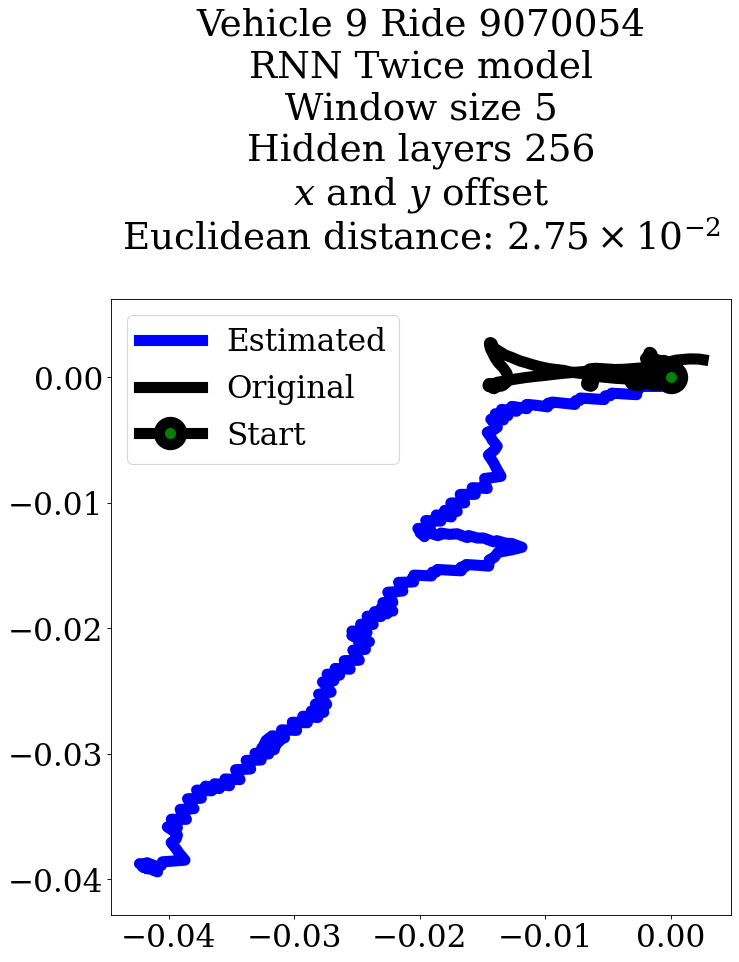 Vehicle 9 Ride 9070054
RNN Twice model
Window size 5
Hidden layers 256
x and y offset
Euclidean distance: 2.75 × 10⁻²
Estimated
Original
Start
0.00
−0.01
−0.02
−0.03
−0.04
−0.04 −0.03 −0.02 −0.01 0.00